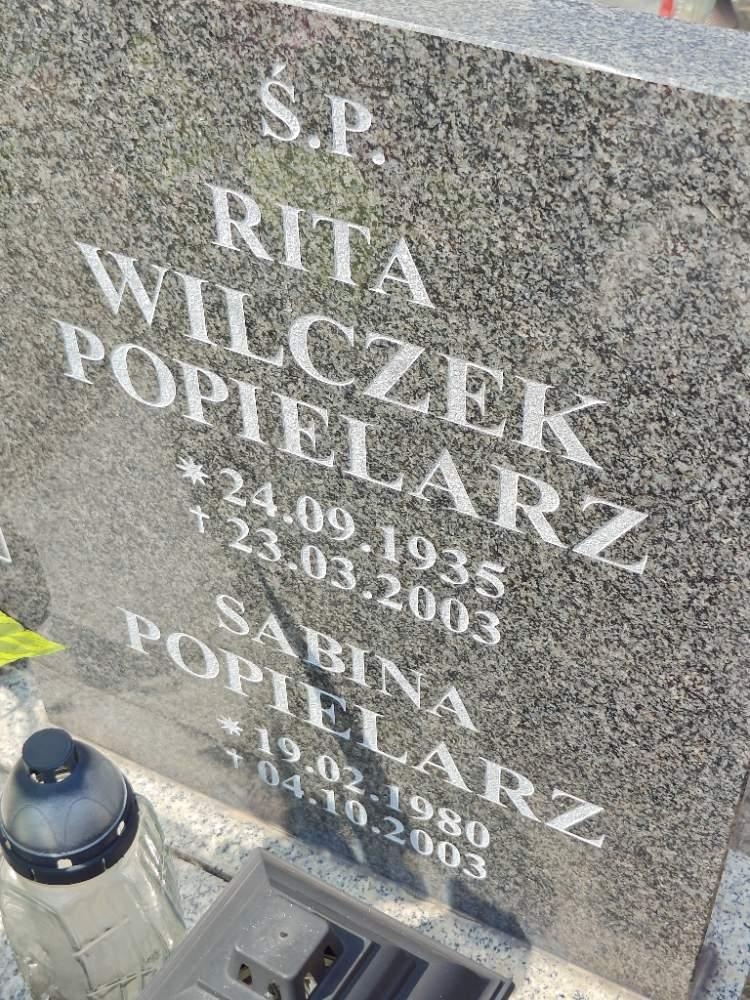 Ś.P.
RITA
WILCZEK
POPIELARZ
* 24.09.1935
† 23.03.2003
SABINA
POPIELARZ
* 19.02.1980
† 04.10.2003